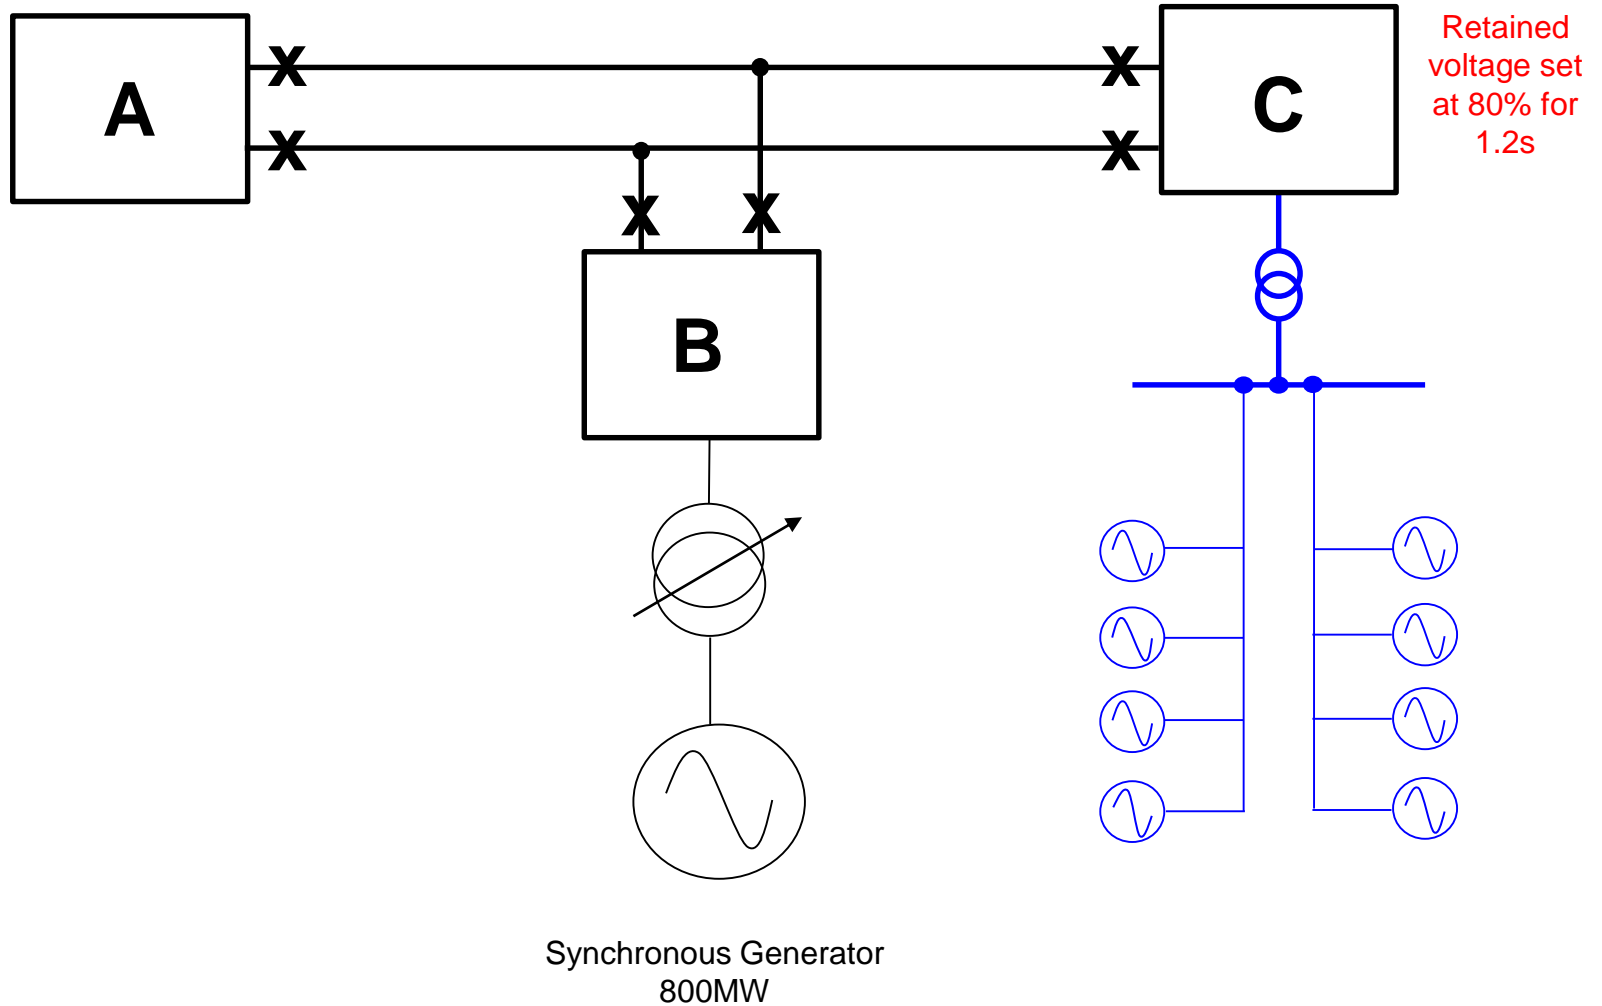 A
X
X
X
X
C
Retained
voltage set
at 80% for
1.2s
X
X
B
Synchronous Generator
800MW